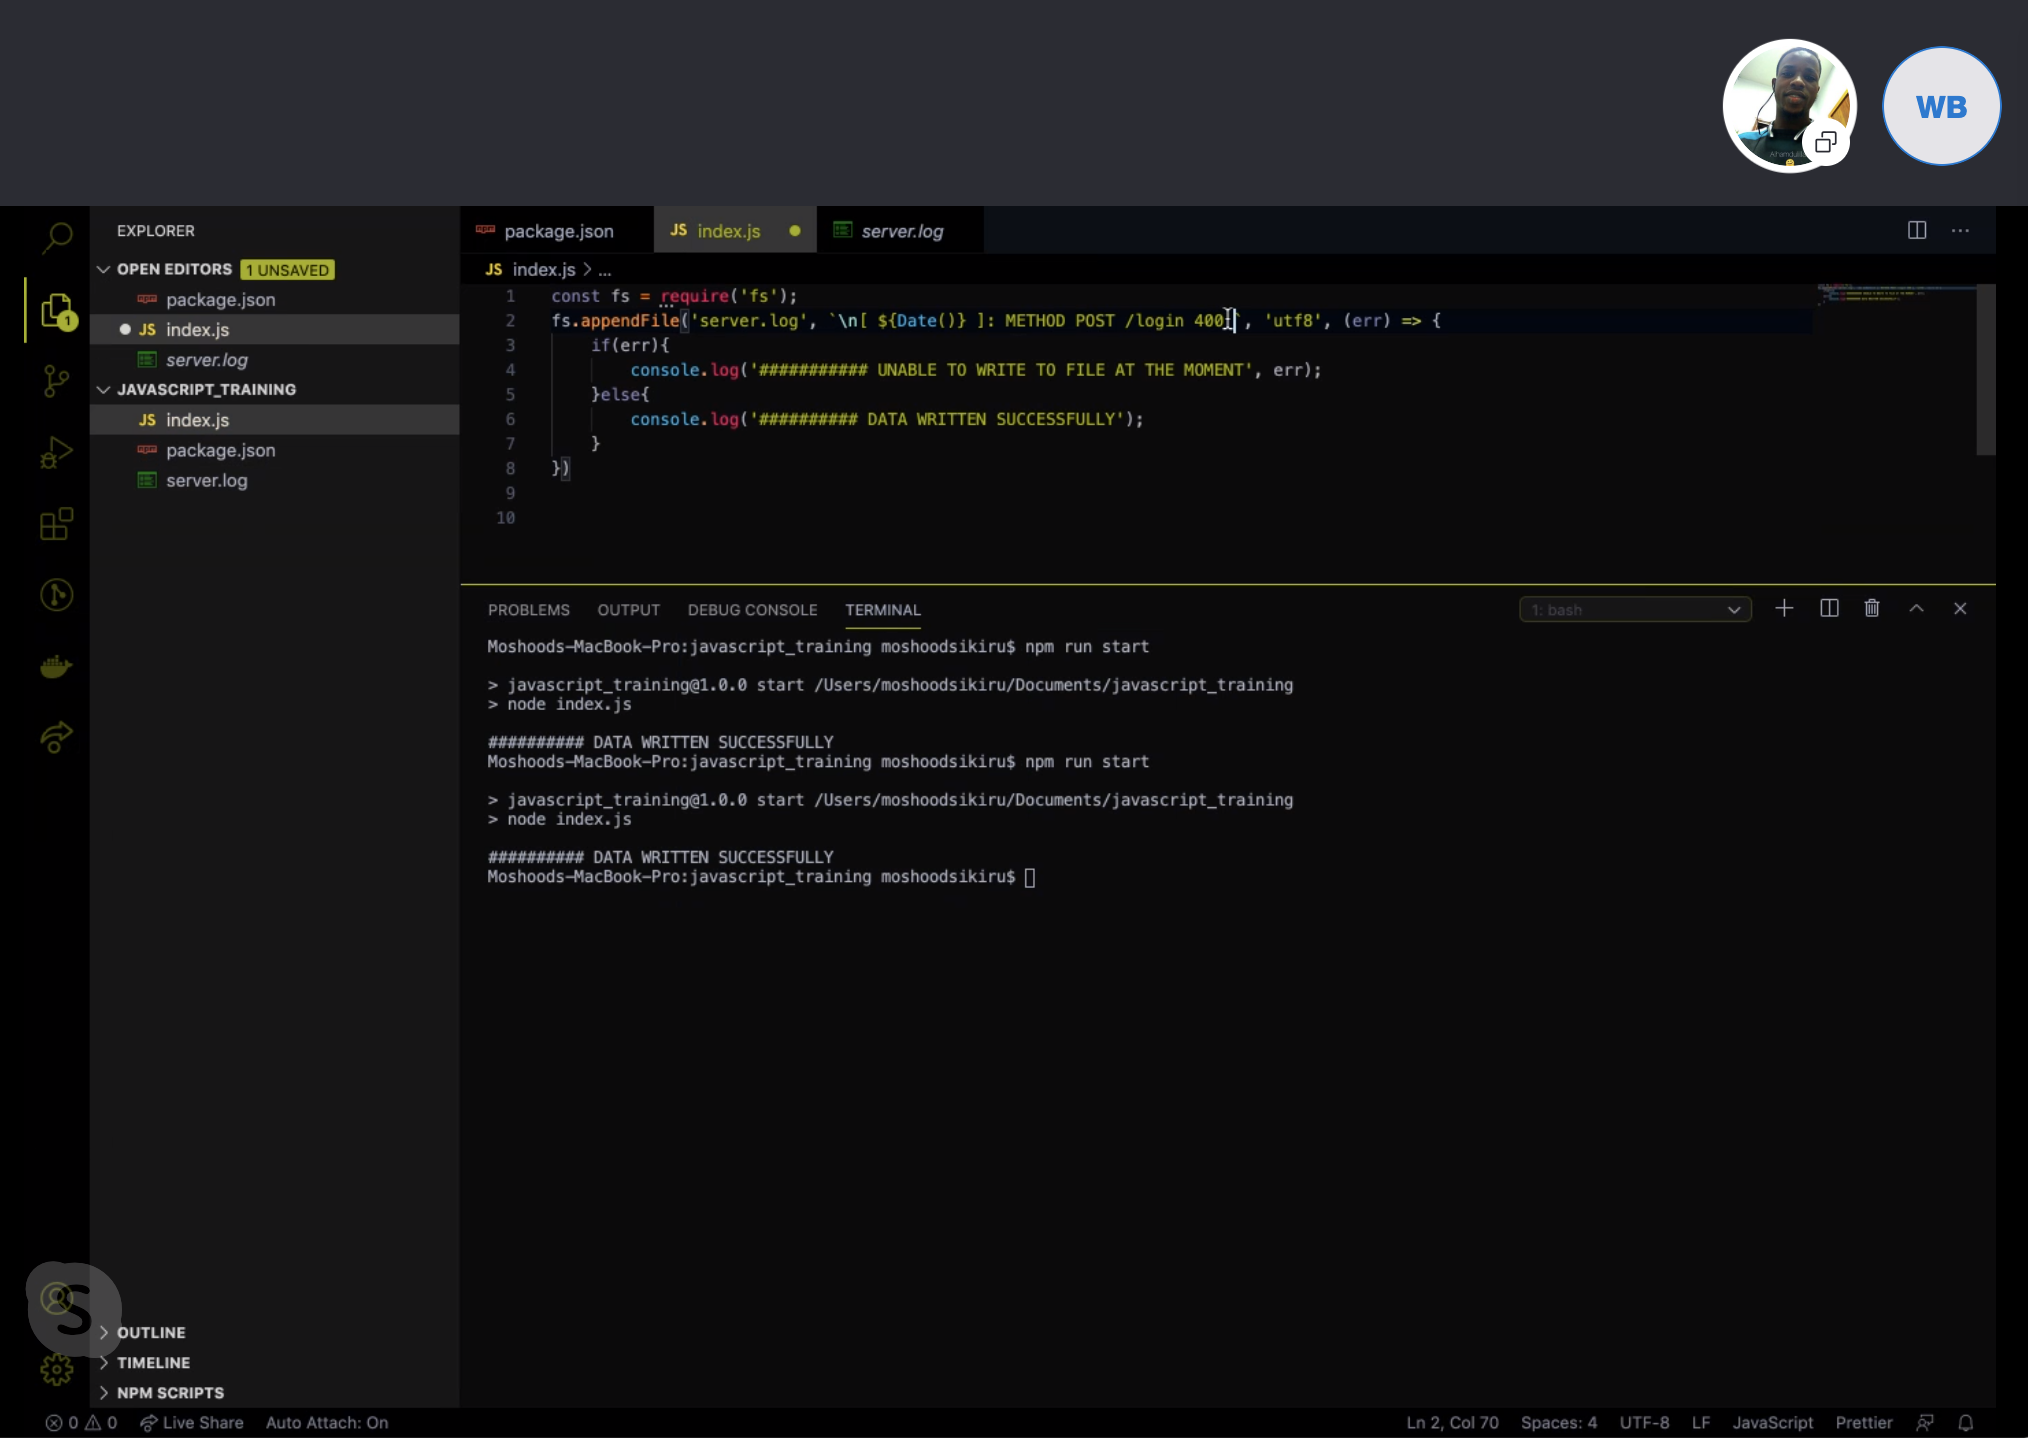 WB
EXPLORER
OPEN EDITORS 1 UNSAVED
package.json
JS index.js
server.log
JAVASCRIPT_TRAINING
JS index.js
package.json
server.log
OUTLINE
TIMELINE
NPM SCRIPTS
package.json JS index.js server.log
JS index.js > ...
1 const fs = require('fs');
2 fs.appendFile('server.log', `\n[ ${Date()} ]: METHOD POST /login 400 `, 'utf8', (err) => {
3 if(err){
4 console.log('########### UNABLE TO WRITE TO FILE AT THE MOMENT', err);
5 }else{
6 console.log('########## DATA WRITTEN SUCCESSFULLY');
7 }
8 })
9
10
PROBLEMS OUTPUT DEBUG CONSOLE TERMINAL 1: bash
Moshoods-MacBook-Pro:javascript_training moshoodsikiru$ npm run start
> javascript_training@1.0.0 start /Users/moshoodsikiru/Documents/javascript_training
> node index.js
########## DATA WRITTEN SUCCESSFULLY
Moshoods-MacBook-Pro:javascript_training moshoodsikiru$ npm run start
> javascript_training@1.0.0 start /Users/moshoodsikiru/Documents/javascript_training
> node index.js
########## DATA WRITTEN SUCCESSFULLY
Moshoods-MacBook-Pro:javascript_training moshoodsikiru$
0 0 Live Share Auto Attach: On Ln 2, Col 70 Spaces: 4 UTF-8 LF JavaScript Prettier